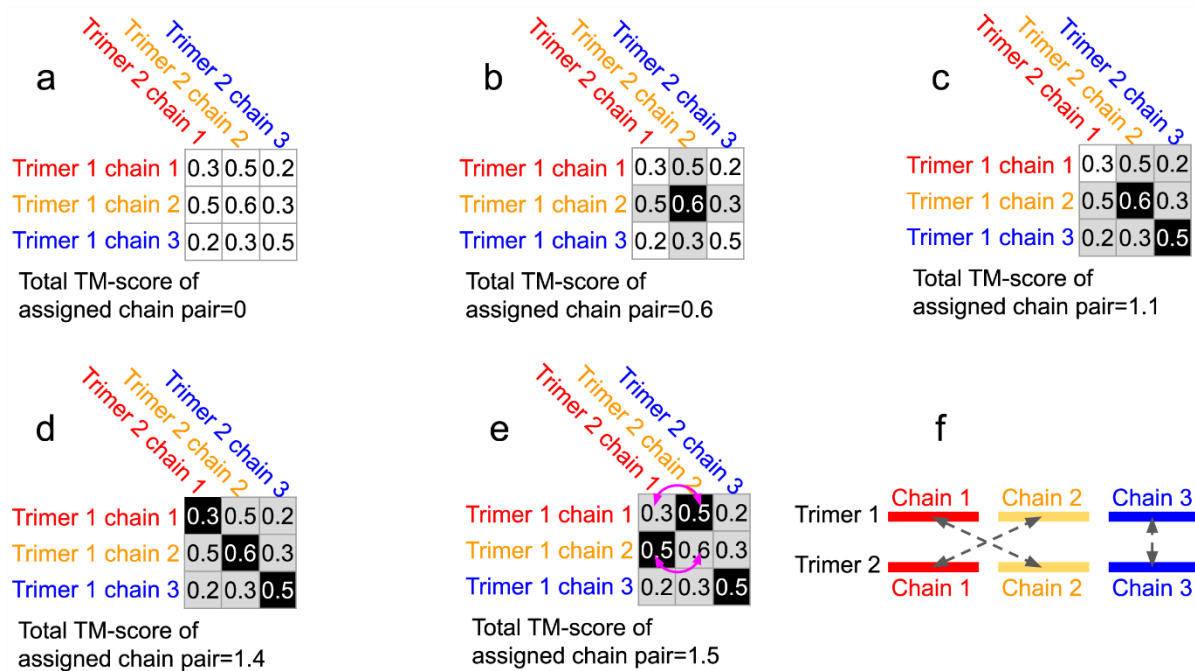 a
Trimer 2 chain 1
Trimer 2 chain 2
Trimer 2 chain 3
Trimer 1 chain 1 0.3 0.5 0.2
Trimer 1 chain 2 0.5 0.6 0.3
Trimer 1 chain 3 0.2 0.3 0.5
Total TM-score of
assigned chain pair=0
b
Trimer 2 chain 1
Trimer 2 chain 2
Trimer 2 chain 3
Trimer 1 chain 1 0.3 0.5 0.2
Trimer 1 chain 2 0.5 0.6 0.3
Trimer 1 chain 3 0.2 0.3 0.5
Total TM-score of
assigned chain pair=0.6
c
Trimer 2 chain 1
Trimer 2 chain 2
Trimer 2 chain 3
Trimer 1 chain 1 0.3 0.5 0.2
Trimer 1 chain 2 0.5 0.6 0.3
Trimer 1 chain 3 0.2 0.3 0.5
Total TM-score of
assigned chain pair=1.1
d
Trimer 2 chain 1
Trimer 2 chain 2
Trimer 2 chain 3
Trimer 1 chain 1 0.3 0.5 0.2
Trimer 1 chain 2 0.5 0.6 0.3
Trimer 1 chain 3 0.2 0.3 0.5
Total TM-score of
assigned chain pair=1.4
e
Trimer 2 chain 1
Trimer 2 chain 2
Trimer 2 chain 3
Trimer 1 chain 1 0.3 0.5 0.2
Trimer 1 chain 2 0.5 0.6 0.3
Trimer 1 chain 3 0.2 0.3 0.5
Total TM-score of
assigned chain pair=1.5
f
Chain 1 Chain 2 Chain 3
Trimer 1
Trimer 2
Chain 1 Chain 2 Chain 3